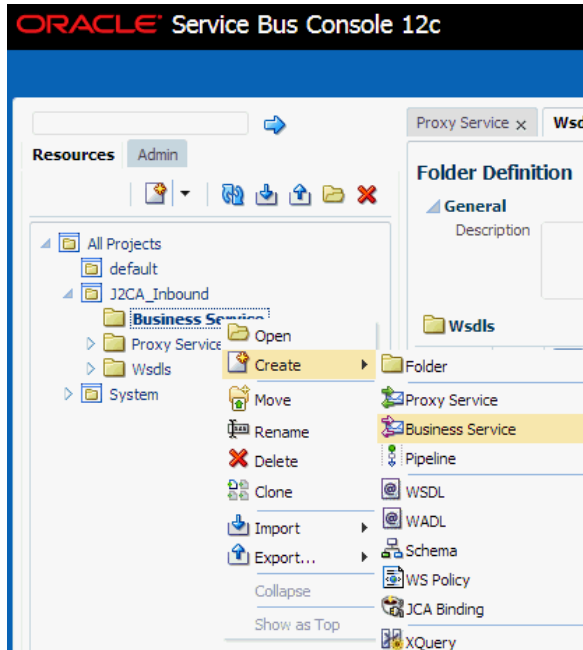 ORACLE Service Bus Console 12c
Proxy Service x
Wsd
Resources
Admin
Folder Definition
General
Description
All Projects
default
J2CA_Inbound
Business Service
Wsdls
Open
Proxy Service
Create
Folder
Wsdls
System
Move
Proxy Service
Rename
Business Service
Delete
Pipeline
Clone
WSDL
Import
WADL
Export...
Schema
Collapse
WS Policy
Show as Top
JCA Binding
XQuery